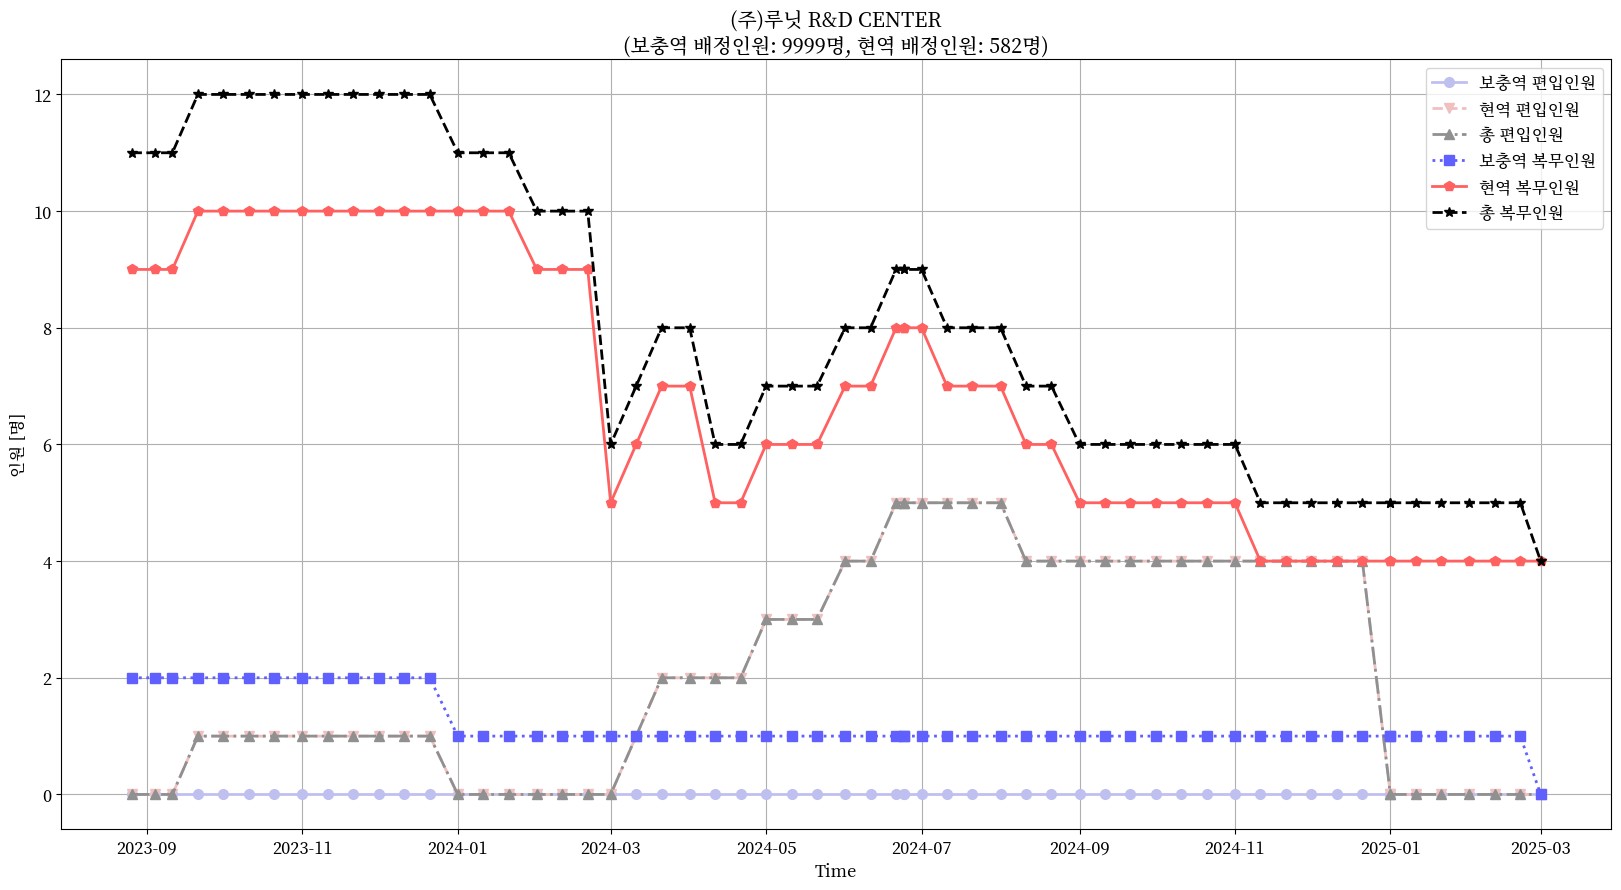 (주)루닛 R&D CENTER
(보충역 배정인원: 9999명, 현역 배정인원: 582명)
보충역 편입인원
현역 편입인원
총 편입인원
보충역 복무인원
현역 복무인원
총 복무인원
인원 [명]
12
10
8
6
4
2
0
2023-09 2023-11 2024-01 2024-03 2024-05 2024-07 2024-09 2024-11 2025-01 2025-03
Time